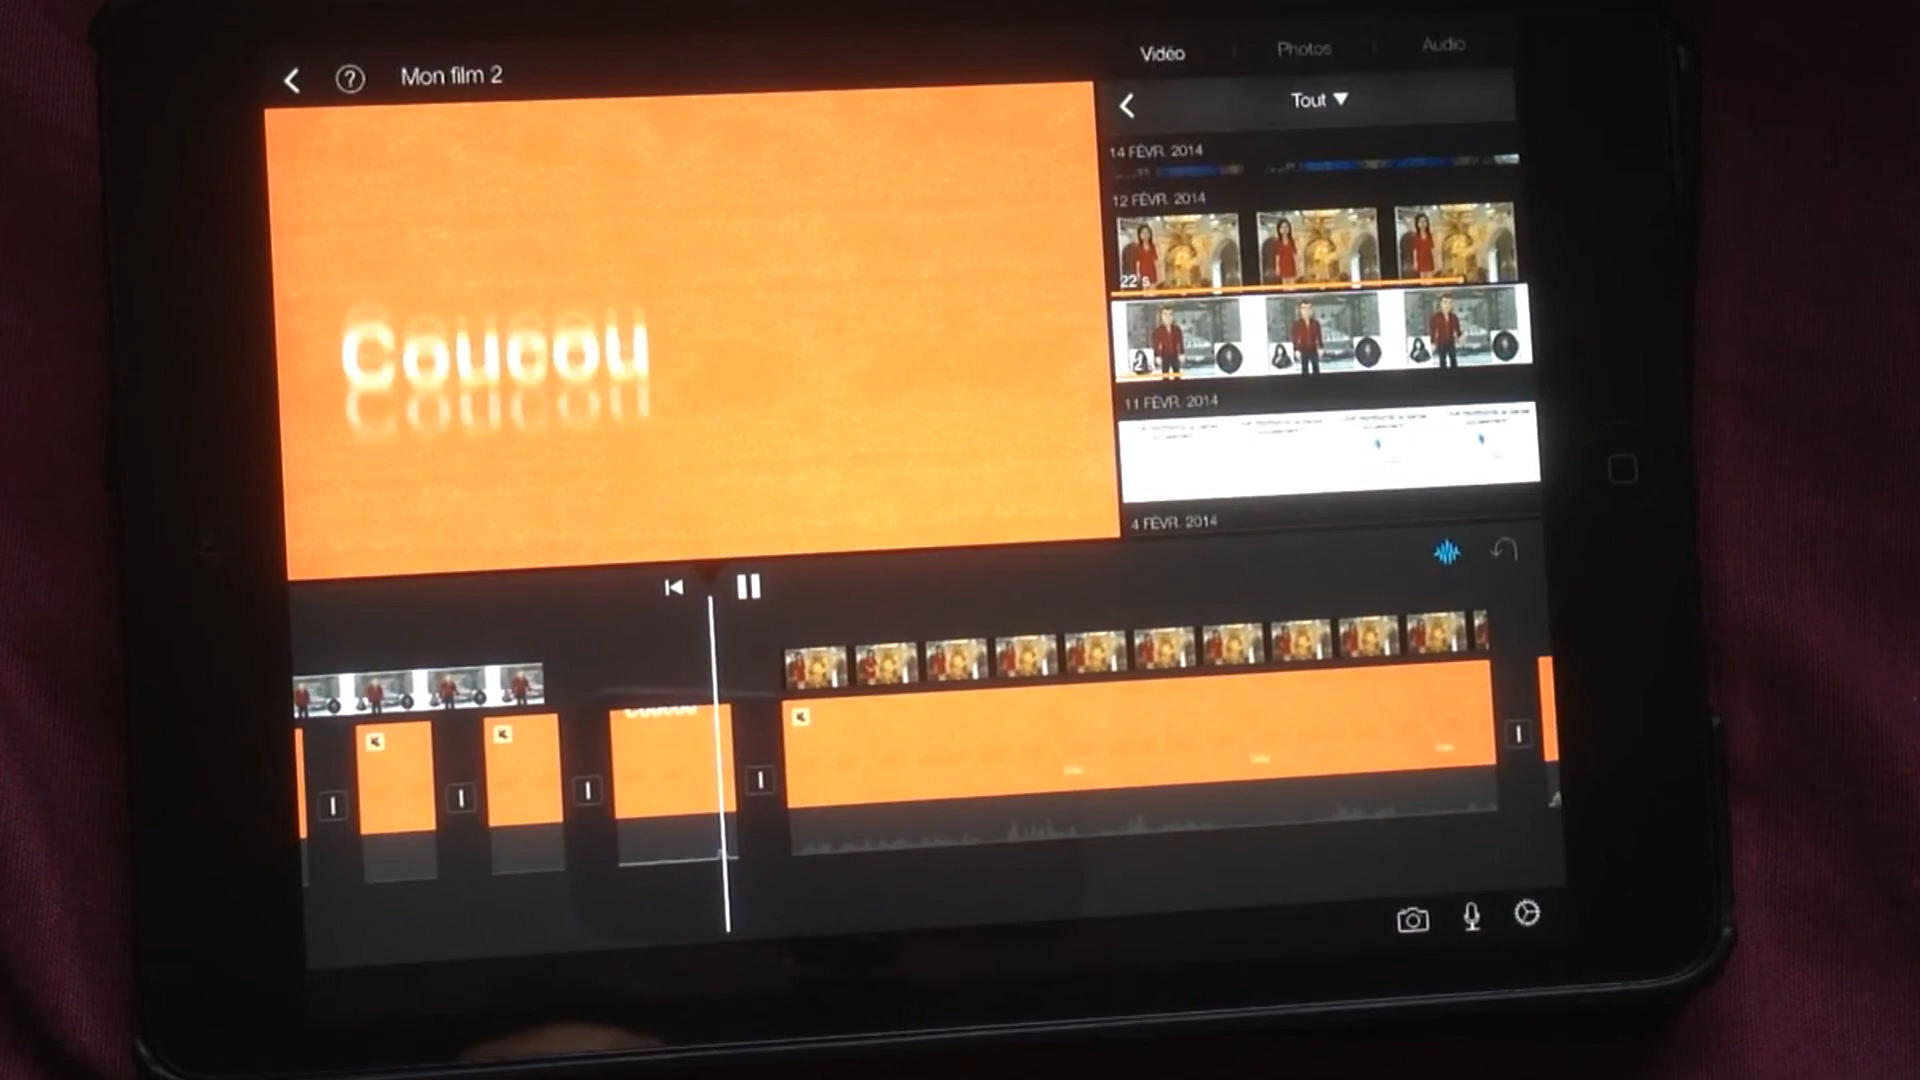 Mon film 2
Vidéo
Photos
Audio
Tout
14 FÉVR. 2014
12 FÉVR. 2014
22 s
11 FÉVR. 2014
4 FÉVR. 2014
Coucou
Coucou